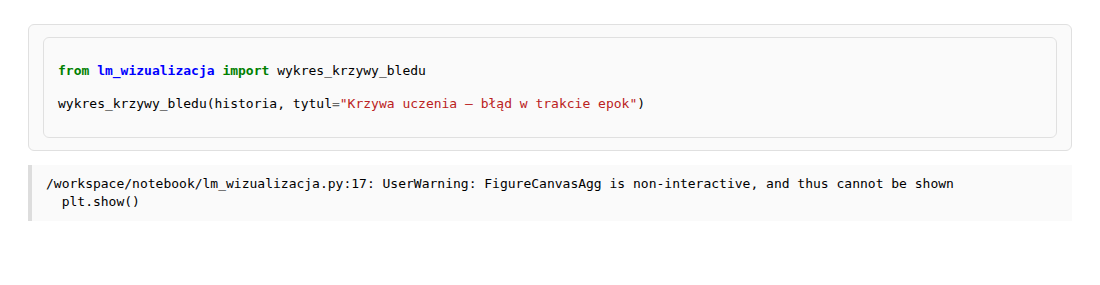 from lm_wizualizacja import wykres_krzywy_bledu
wykres_krzywy_bledu(historia, tytul="Krzywa uczenia — błąd w trakcie epok")
/workspace/notebook/lm_wizualizacja.py:17: UserWarning: FigureCanvasAgg is non-interactive, and thus cannot be shown
  plt.show()